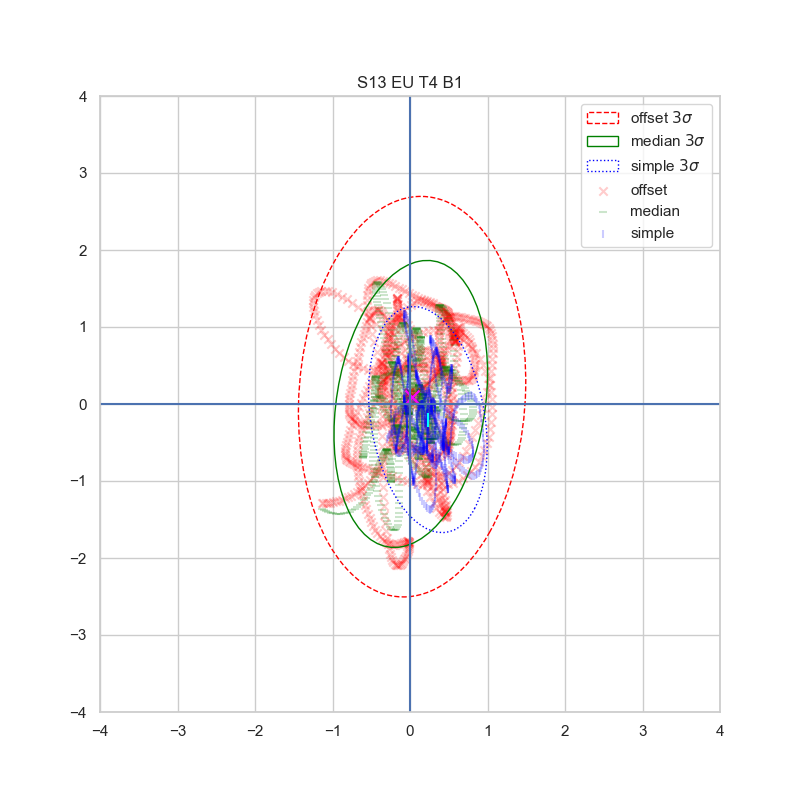 S13 EU T4 B1
offset 3σ
median 3σ
simple 3σ
offset
median
simple
4
3
2
1
0
−1
−2
−3
−4
−4 −3 −2 −1 0 1 2 3 4